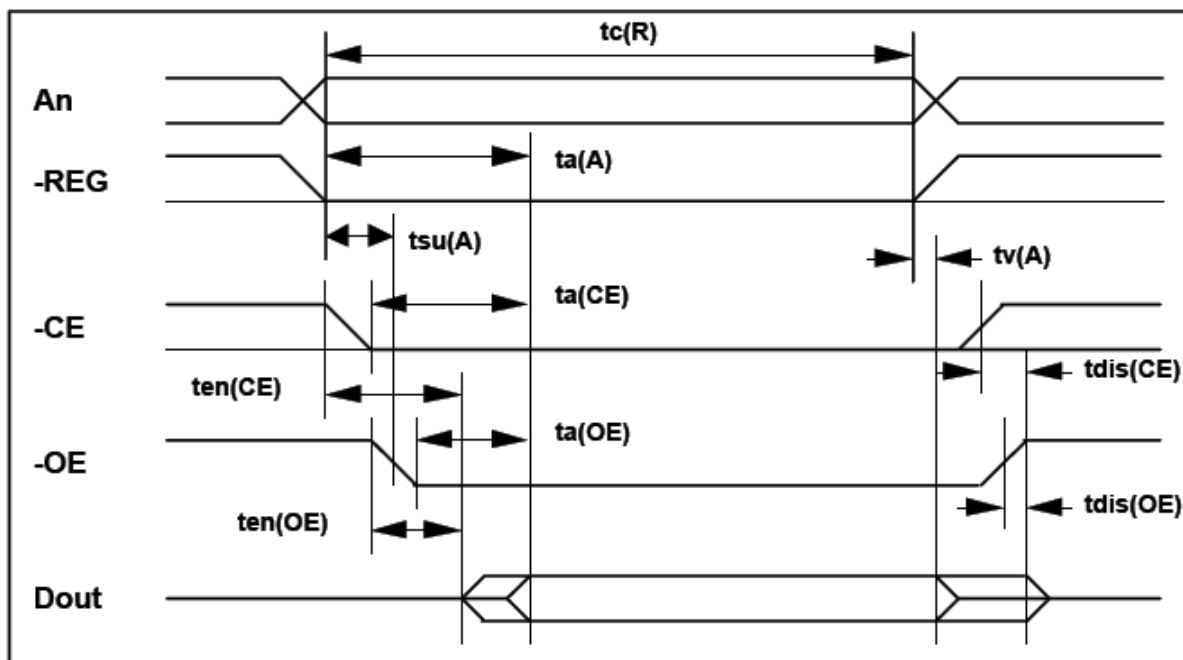 tc(R)
An
ta(A)
-REG
tsu(A)
tv(A)
ta(CE)
-CE
tdis(CE)
ten(CE)
ta(OE)
-OE
tdis(OE)
ten(OE)
Dout